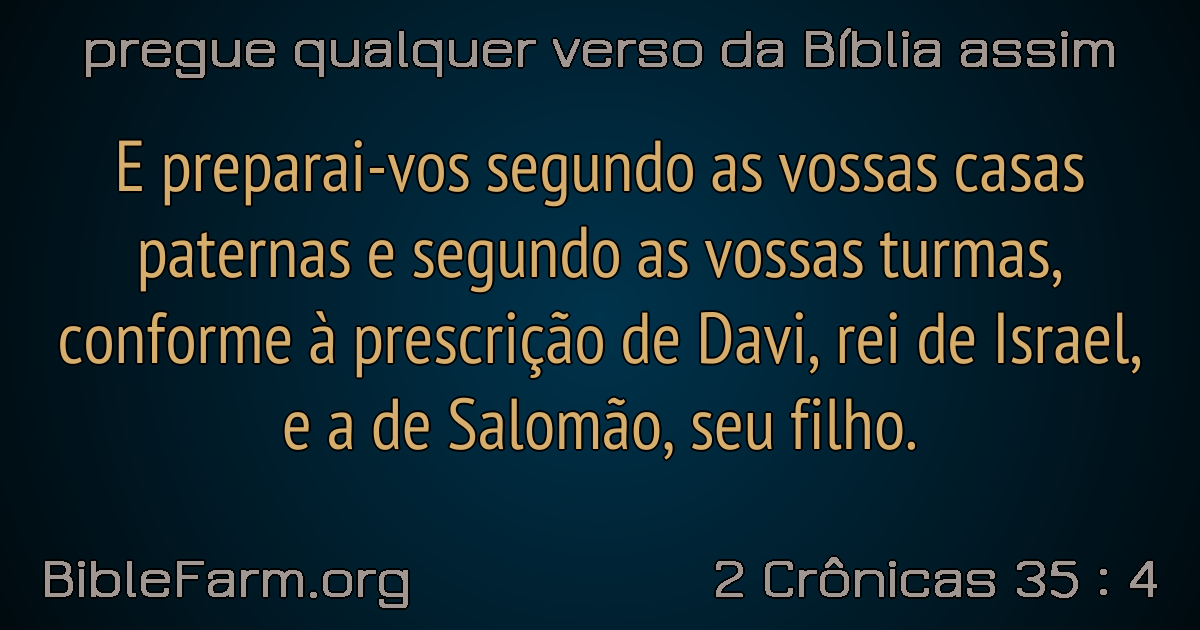 pregue qualquer verso da Bíblia assim
E preparai-vos segundo as vossas casas
paternas e segundo as vossas turmas,
conforme à prescrição de Davi, rei de Israel,
e a de Salomão, seu filho.
BibleFarm.org
2 Crônicas 35 : 4